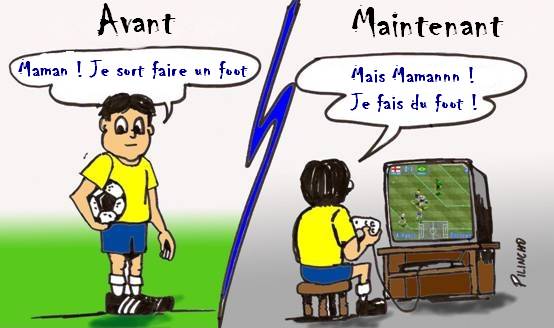 Avant
Maman ! Je sort faire un foot
Maintenant
Mais Mamannn !
Je fais du foot !
PILINCHO